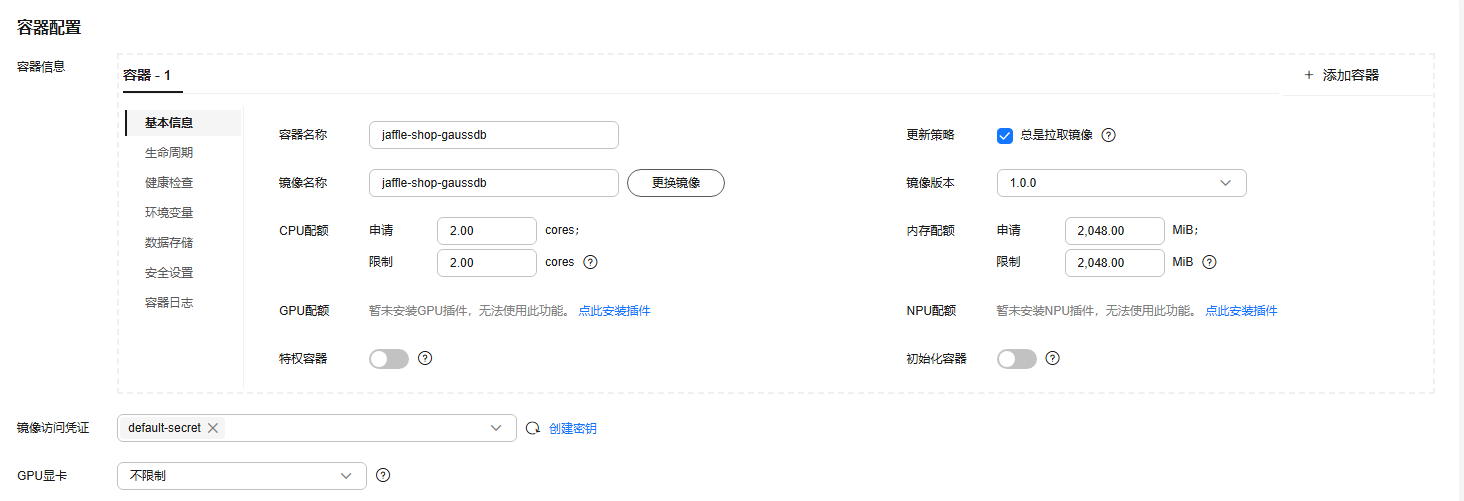 容器配置
容器信息
容器 - 1
+ 添加容器
基本信息
生命周期
健康检查
环境变量
数据存储
安全设置
容器日志
容器名称 jaffle-shop-gaussdb 更新策略 总是拉取镜像 ?
镜像名称 jaffle-shop-gaussdb 更换镜像 镜像版本 1.0.0
CPU配额 申请 2.00 cores; 内存配额 申请 2,048.00 MiB;
限制 2.00 cores ? 限制 2,048.00 MiB ?
GPU配额 暂未安装GPU插件，无法使用此功能。 点此安装插件 NPU配额 暂未安装NPU插件，无法使用此功能。 点此安装插件
特权容器 ? 初始化容器 ?
镜像访问凭证 default-secret 创建密钥
GPU显卡 不限制 ?